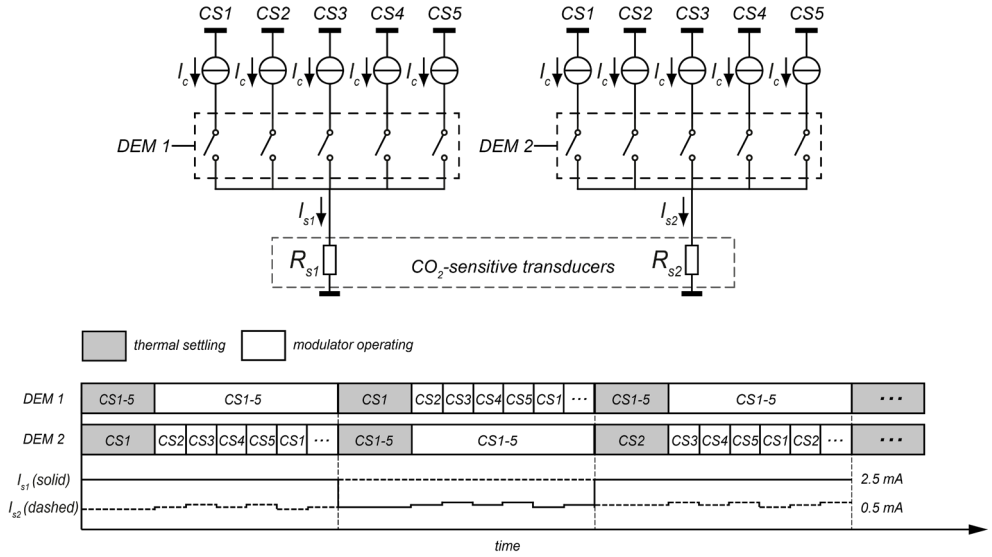 CS1 CS2 CS3 CS4 CS5 CS1 CS2 CS3 CS4 CS5
Ic Ic Ic Ic Ic Ic Ic Ic Ic Ic
DEM 1 DEM 2
Is1 Is2
Rs1 CO2-sensitive transducers Rs2
thermal settling modulator operating
DEM 1 CS1-5 CS1-5 CS1 CS2 CS3 CS4 CS5 CS1 ··· CS1-5 CS1-5 ···
DEM 2 CS1 CS2 CS3 CS4 CS5 CS1 ··· CS1-5 CS1-5 CS2 CS3 CS4 CS5 CS1 CS2 ··· ···
Is1 (solid) 2.5 mA
Is2 (dashed) 0.5 mA
time